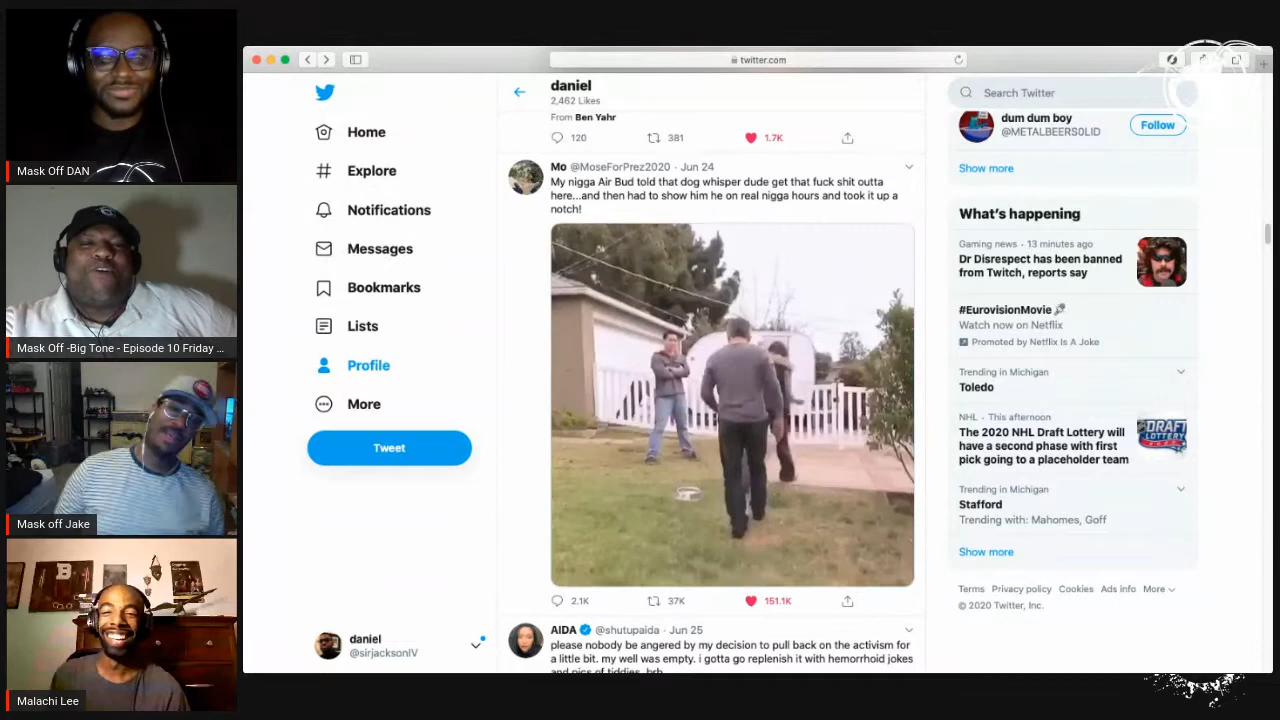 Mask Off DAN
Mask Off -Big Tone - Episode 10 Friday ...
Mask off Jake
B
Malachi Lee
twitter.com
Home
Explore
Notifications
Messages
Bookmarks
Lists
Profile
More
Tweet
daniel
@sirjacksonIV
daniel
2,462 Likes
From Ben Yahr
120
381
1.7K
Mo @MoseForPrez2020 · Jun 24
My nigga Air Bud told that dog whisper dude get that fuck shit outta
here...and then had to show him he on real nigga hours and took it up a
notch!
2.1K
37K
151.1K
AIDA @shutupaida · Jun 25
please nobody be angered by my decision to pull back on the activism for
a little bit. my well was empty. i gotta go replenish it with hemorrhoid jokes
and pics of tiddies. brb
Search Twitter
dum dum boy
@METALBEERS0LID
Follow
Show more
What's happening
Gaming news · 13 minutes ago
Dr Disrespect has been banned
from Twitch, reports say
#EurovisionMovie
Watch now on Netflix
Promoted by Netflix Is A Joke
Trending in Michigan
Toledo
NHL · This afternoon
The 2020 NHL Draft Lottery will
have a second phase with first
pick going to a placeholder team
DRAFT
LOTTERY
Trending in Michigan
Stafford
Trending with: Mahomes, Goff
Show more
Terms Privacy policy Cookies Ads info More
© 2020 Twitter, Inc.